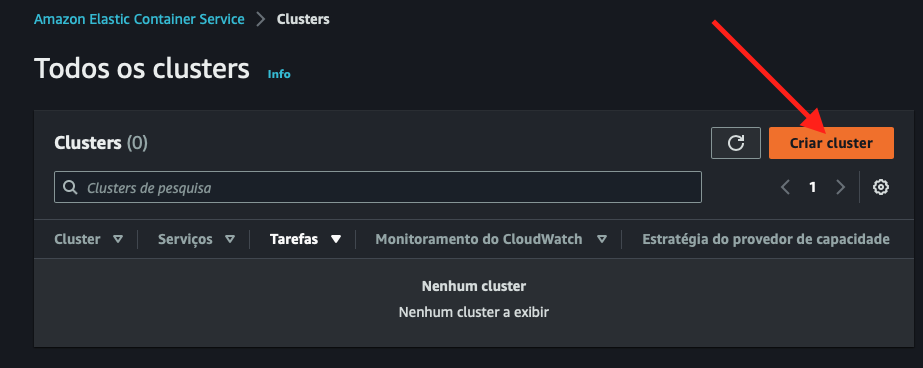 Amazon Elastic Container Service > Clusters
Todos os clusters Info
Clusters (0)
Criar cluster
Clusters de pesquisa
1
Cluster Serviços Tarefas Monitoramento do CloudWatch Estratégia do provedor de capacidade
Nenhum cluster
Nenhum cluster a exibir